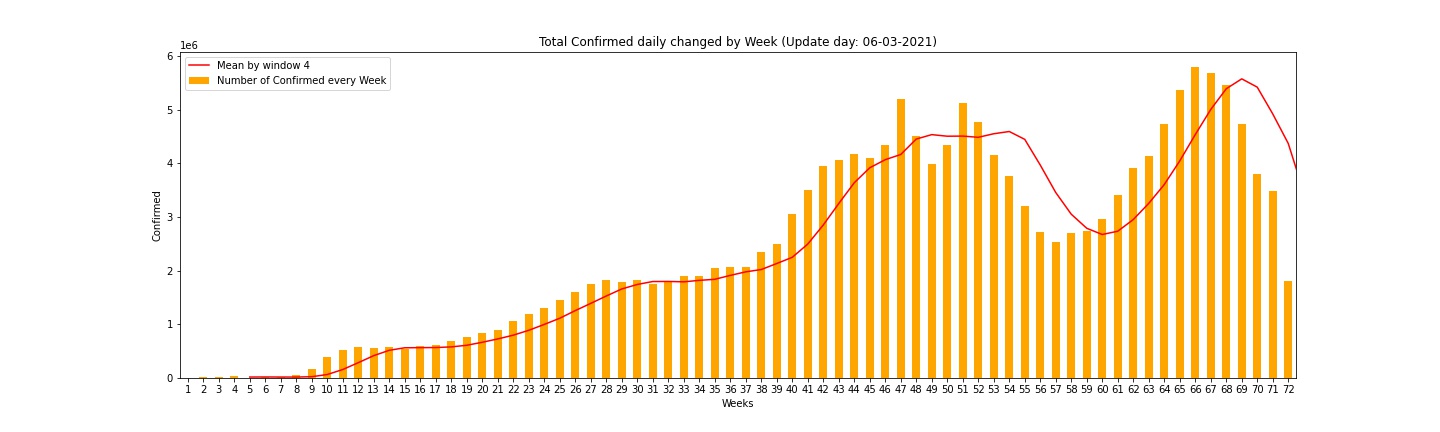 Total Confirmed daily changed by Week (Update day: 06-03-2021)
1e6
Mean by window 4
Number of Confirmed every Week
6
5
4
3
2
1
0
Confirmed
1 2 3 4 5 6 7 8 9 10 11 12 13 14 15 16 17 18 19 20 21 22 23 24 25 26 27 28 29 30 31 32 33 34 35 36 37 38 39 40 41 42 43 44 45 46 47 48 49 50 51 52 53 54 55 56 57 58 59 60 61 62 63 64 65 66 67 68 69 70 71 72
Weeks